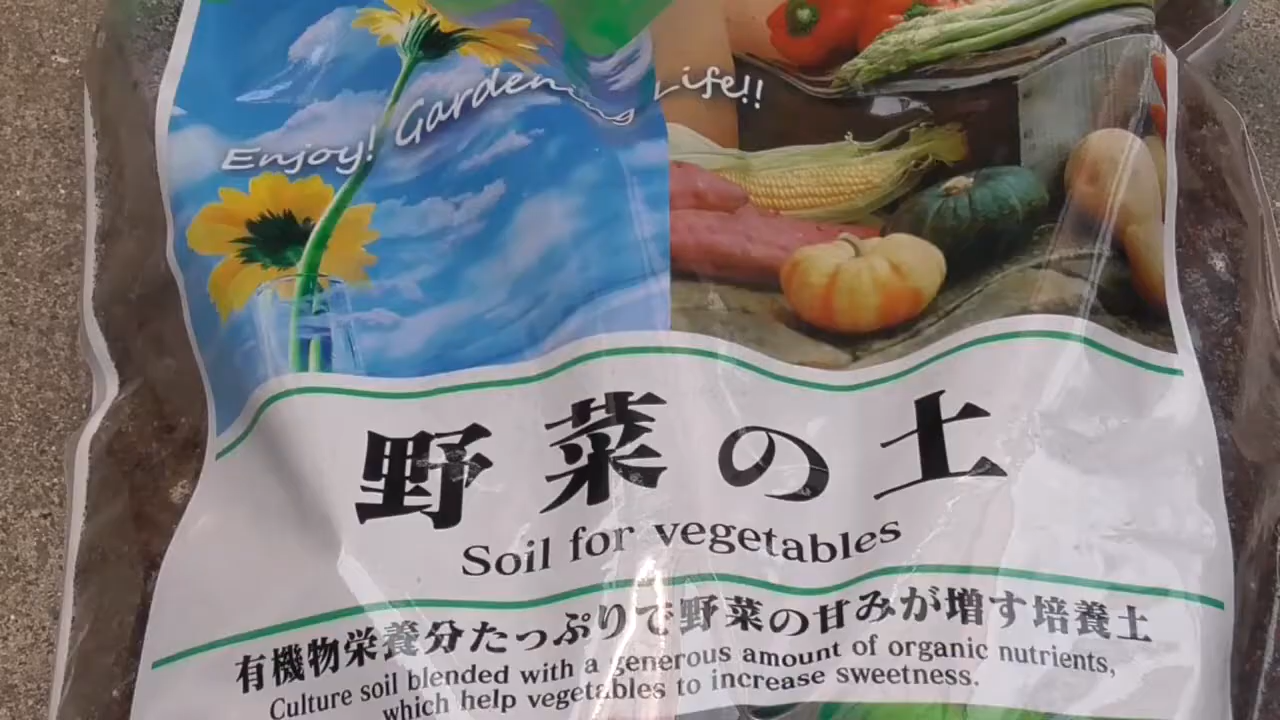 Enjoy! Gardening Life!!
野菜の土
Soil for vegetables
有機物栄養分たっぷりで野菜の甘みが増す培養土
Culture soil blended with a generous amount of organic nutrients,
which help vegetables to increase sweetness.